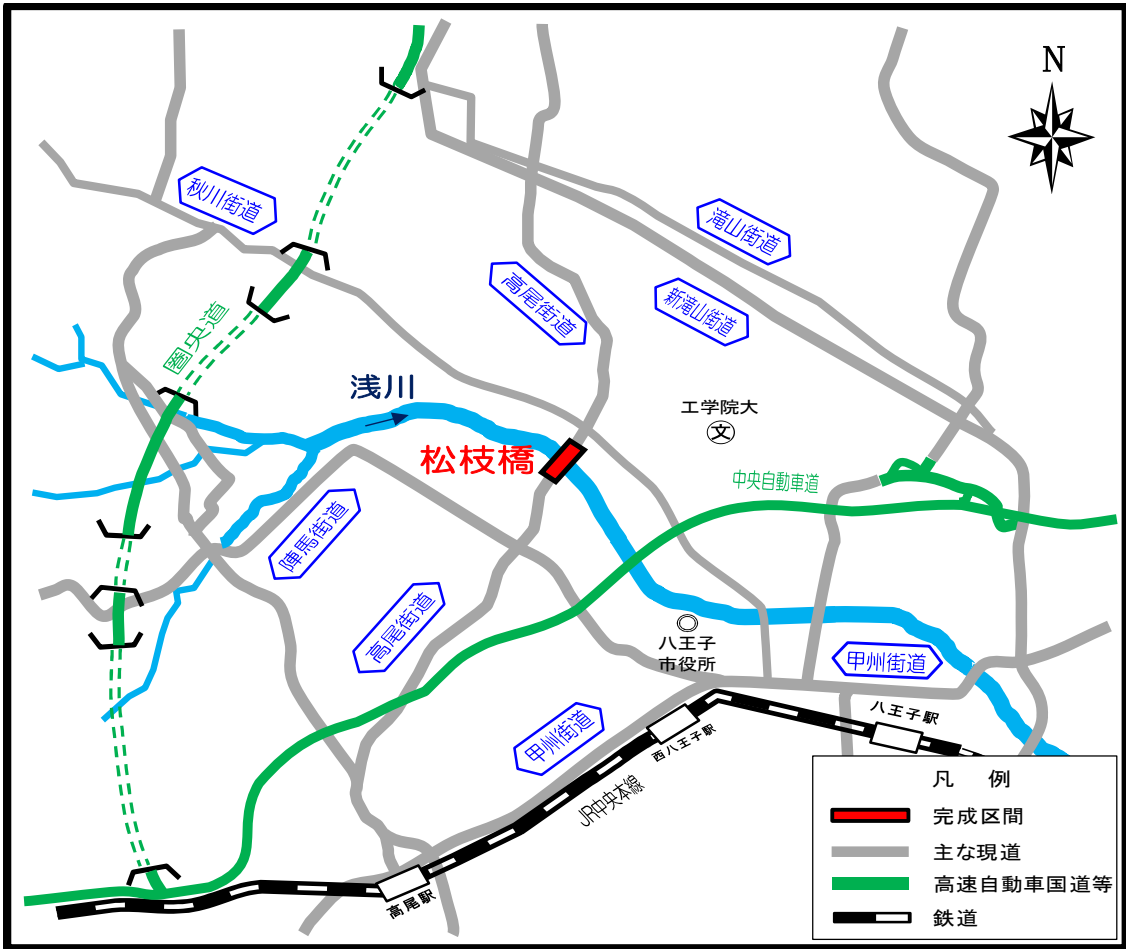 N
秋川街道
滝山街道
高尾街道
新滝山街道
圏央道
浅川
工学院大
文
松枝橋
中央自動車道
陣馬街道
高尾街道
八王子
市役所
甲州街道
甲州街道
八王子駅
西八王子駅
JR中央本線
高尾駅
凡 例
完成区間
主な現道
高速自動車国道等
鉄道